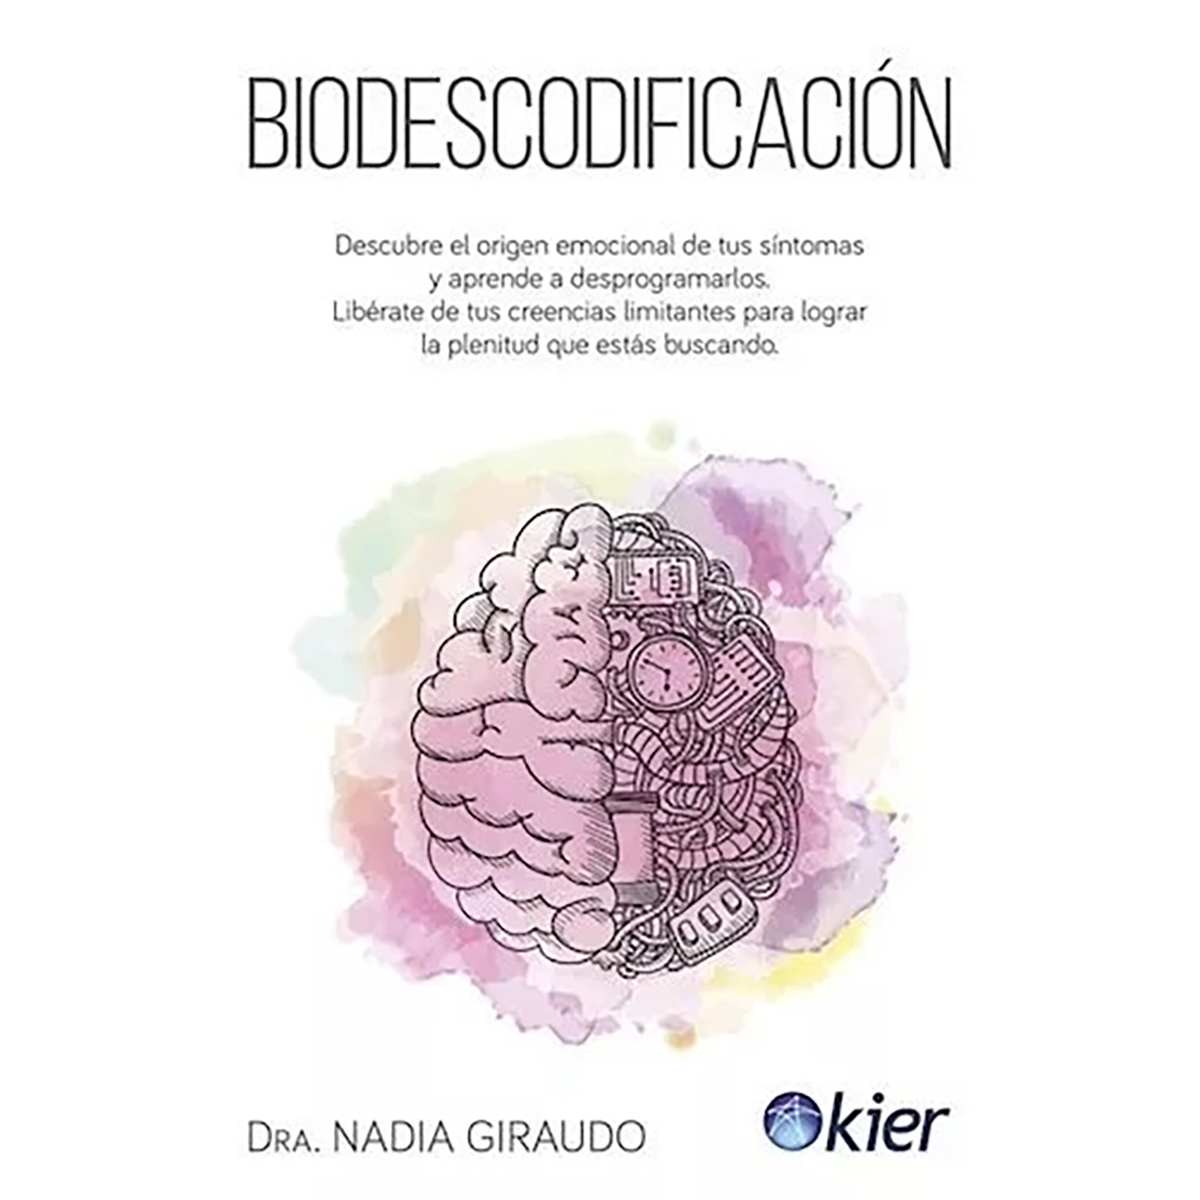 BIODESCODIFICACIÓN
Descubre el origen emocional de tus síntomas
y aprende a desprogramarlos.
Libérate de tus creencias limitantes para lograr
la plenitud que estás buscando.
DRA. NADIA GIRAUDO
kier